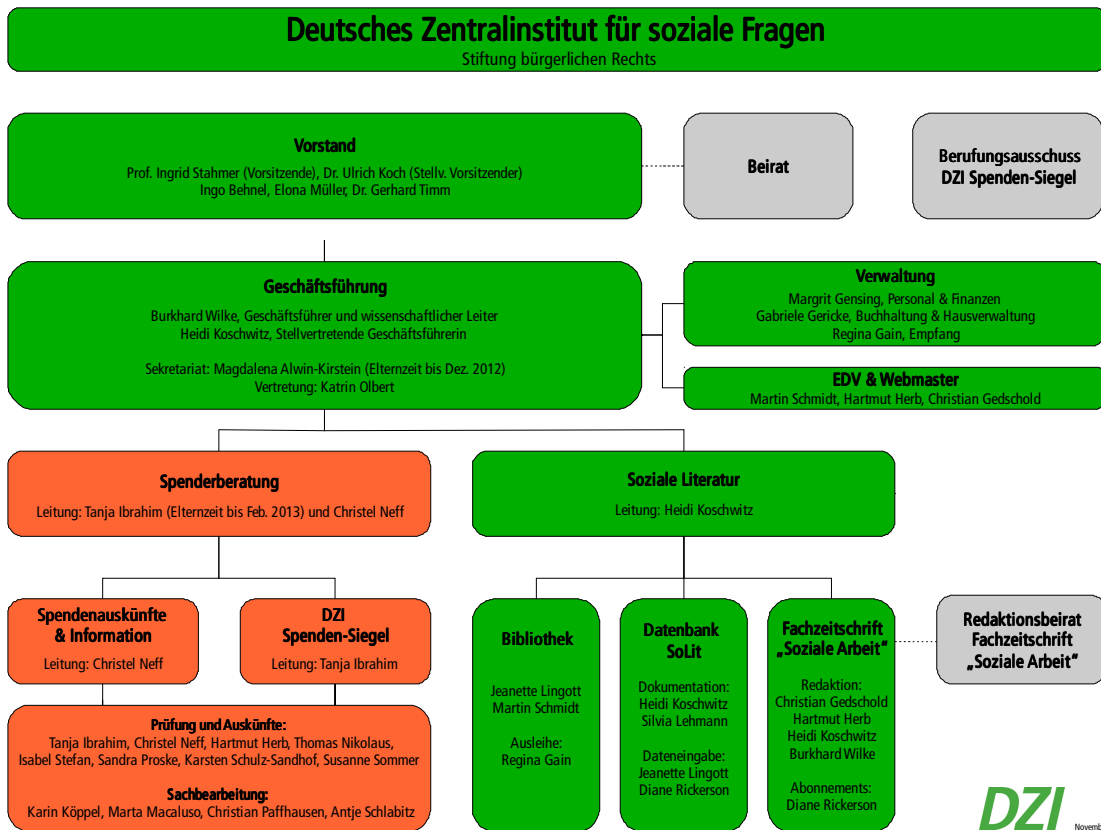 Deutsches Zentralinstitut für soziale Fragen
Stiftung bürgerlichen Rechts
Vorstand
Prof. Ingrid Stahmer (Vorsitzende), Dr. Ulrich Koch (Stellv. Vorsitzender)
Ingo Behnel, Elona Müller, Dr. Gerhard Timm
Beirat
Berufungsausschuss
DZI Spenden-Siegel
Geschäftsführung
Burkhard Wilke, Geschäftsführer und wissenschaftlicher Leiter
Heidi Koschwitz, Stellvertretende Geschäftsführerin
Sekretariat: Magdalena Alwin-Kirstein (Elternzeit bis Dez. 2012)
Vertretung: Katrin Olbert
Verwaltung
Margrit Gensing, Personal & Finanzen
Gabriele Gericke, Buchhaltung & Hausverwaltung
Regina Gain, Empfang
EDV & Webmaster
Martin Schmidt, Hartmut Herb, Christian Gedschold
Spenderberatung
Leitung: Tanja Ibrahim (Elternzeit bis Feb. 2013) und Christel Neff
Soziale Literatur
Leitung: Heidi Koschwitz
Spendenauskünfte
& Information
Leitung: Christel Neff
DZI
Spenden-Siegel
Leitung: Tanja Ibrahim
Prüfung und Auskünfte:
Tanja Ibrahim, Christel Neff, Hartmut Herb, Thomas Nikolaus,
Isabel Stefan, Sandra Proske, Karsten Schulz-Sandhof, Susanne Sommer
Sachbearbeitung:
Karin Köppel, Marta Macaluso, Christian Paffhausen, Antje Schlabitz
Bibliothek
Jeanette Lingott
Martin Schmidt
Ausleihe:
Regina Gain
Datenbank
SoLit
Dokumentation:
Heidi Koschwitz
Silvia Lehmann
Dateneingabe:
Jeanette Lingott
Diane Rickerson
Fachzeitschrift
„Soziale Arbeit“
Redaktion:
Christian Gedschold
Hartmut Herb
Heidi Koschwitz
Burkhard Wilke
Abonnements:
Diane Rickerson
Redaktionsbeirat
Fachzeitschrift
„Soziale Arbeit“
DZI